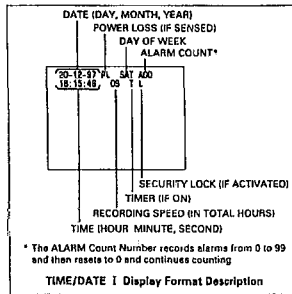 DATE (DAY, MONTH, YEAR)
POWER LOSS (IF SENSED)
DAY OF WEEK
ALARM COUNT*
20-12-97 PL SAT A00
18:15:49 05 T L
SECURITY LOCK (IF ACTIVATED)
TIMER (IF ON)
RECORDING SPEED (IN TOTAL HOURS)
TIME (HOUR MINUTE, SECOND)
* The ALARM Count Number records alarms from 0 to 99
and then resets to 0 and continues counting
TIME/DATE I Display Format Description